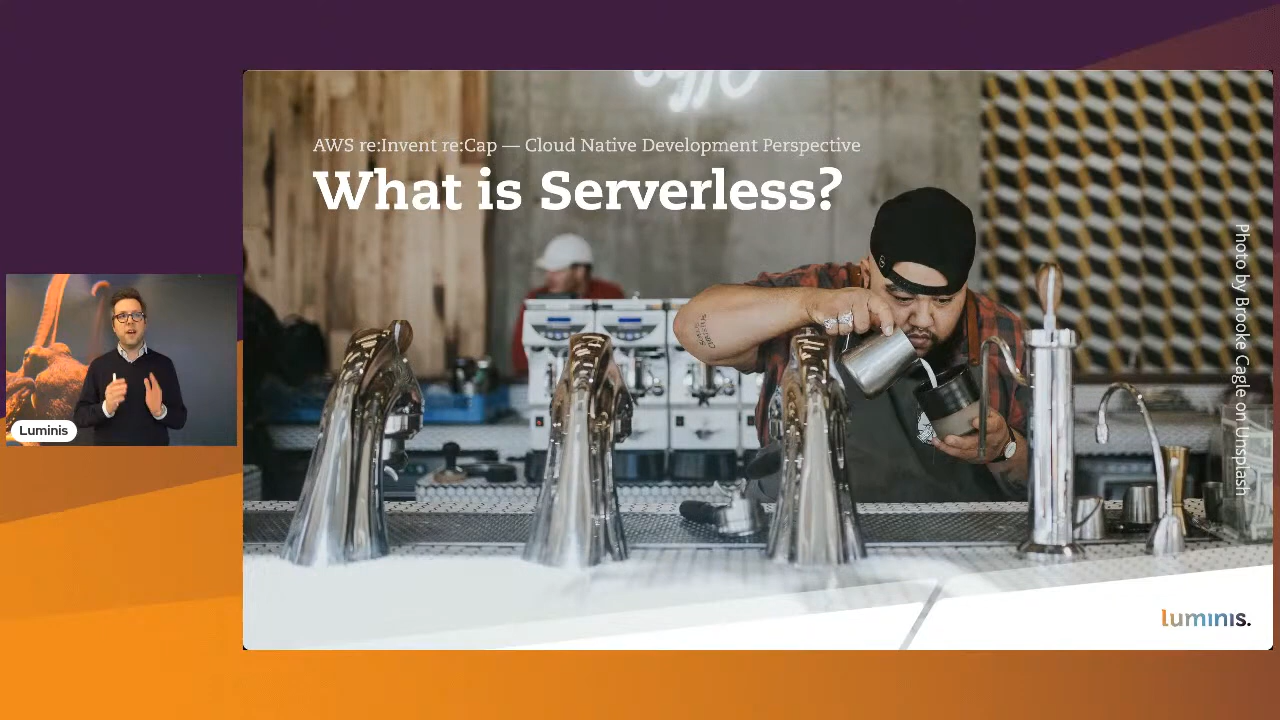 AWS re:Invent re:Cap — Cloud Native Development Perspective
What is Serverless?
Photo by Brooke Cagle on Unsplash
Luminis
luminis.